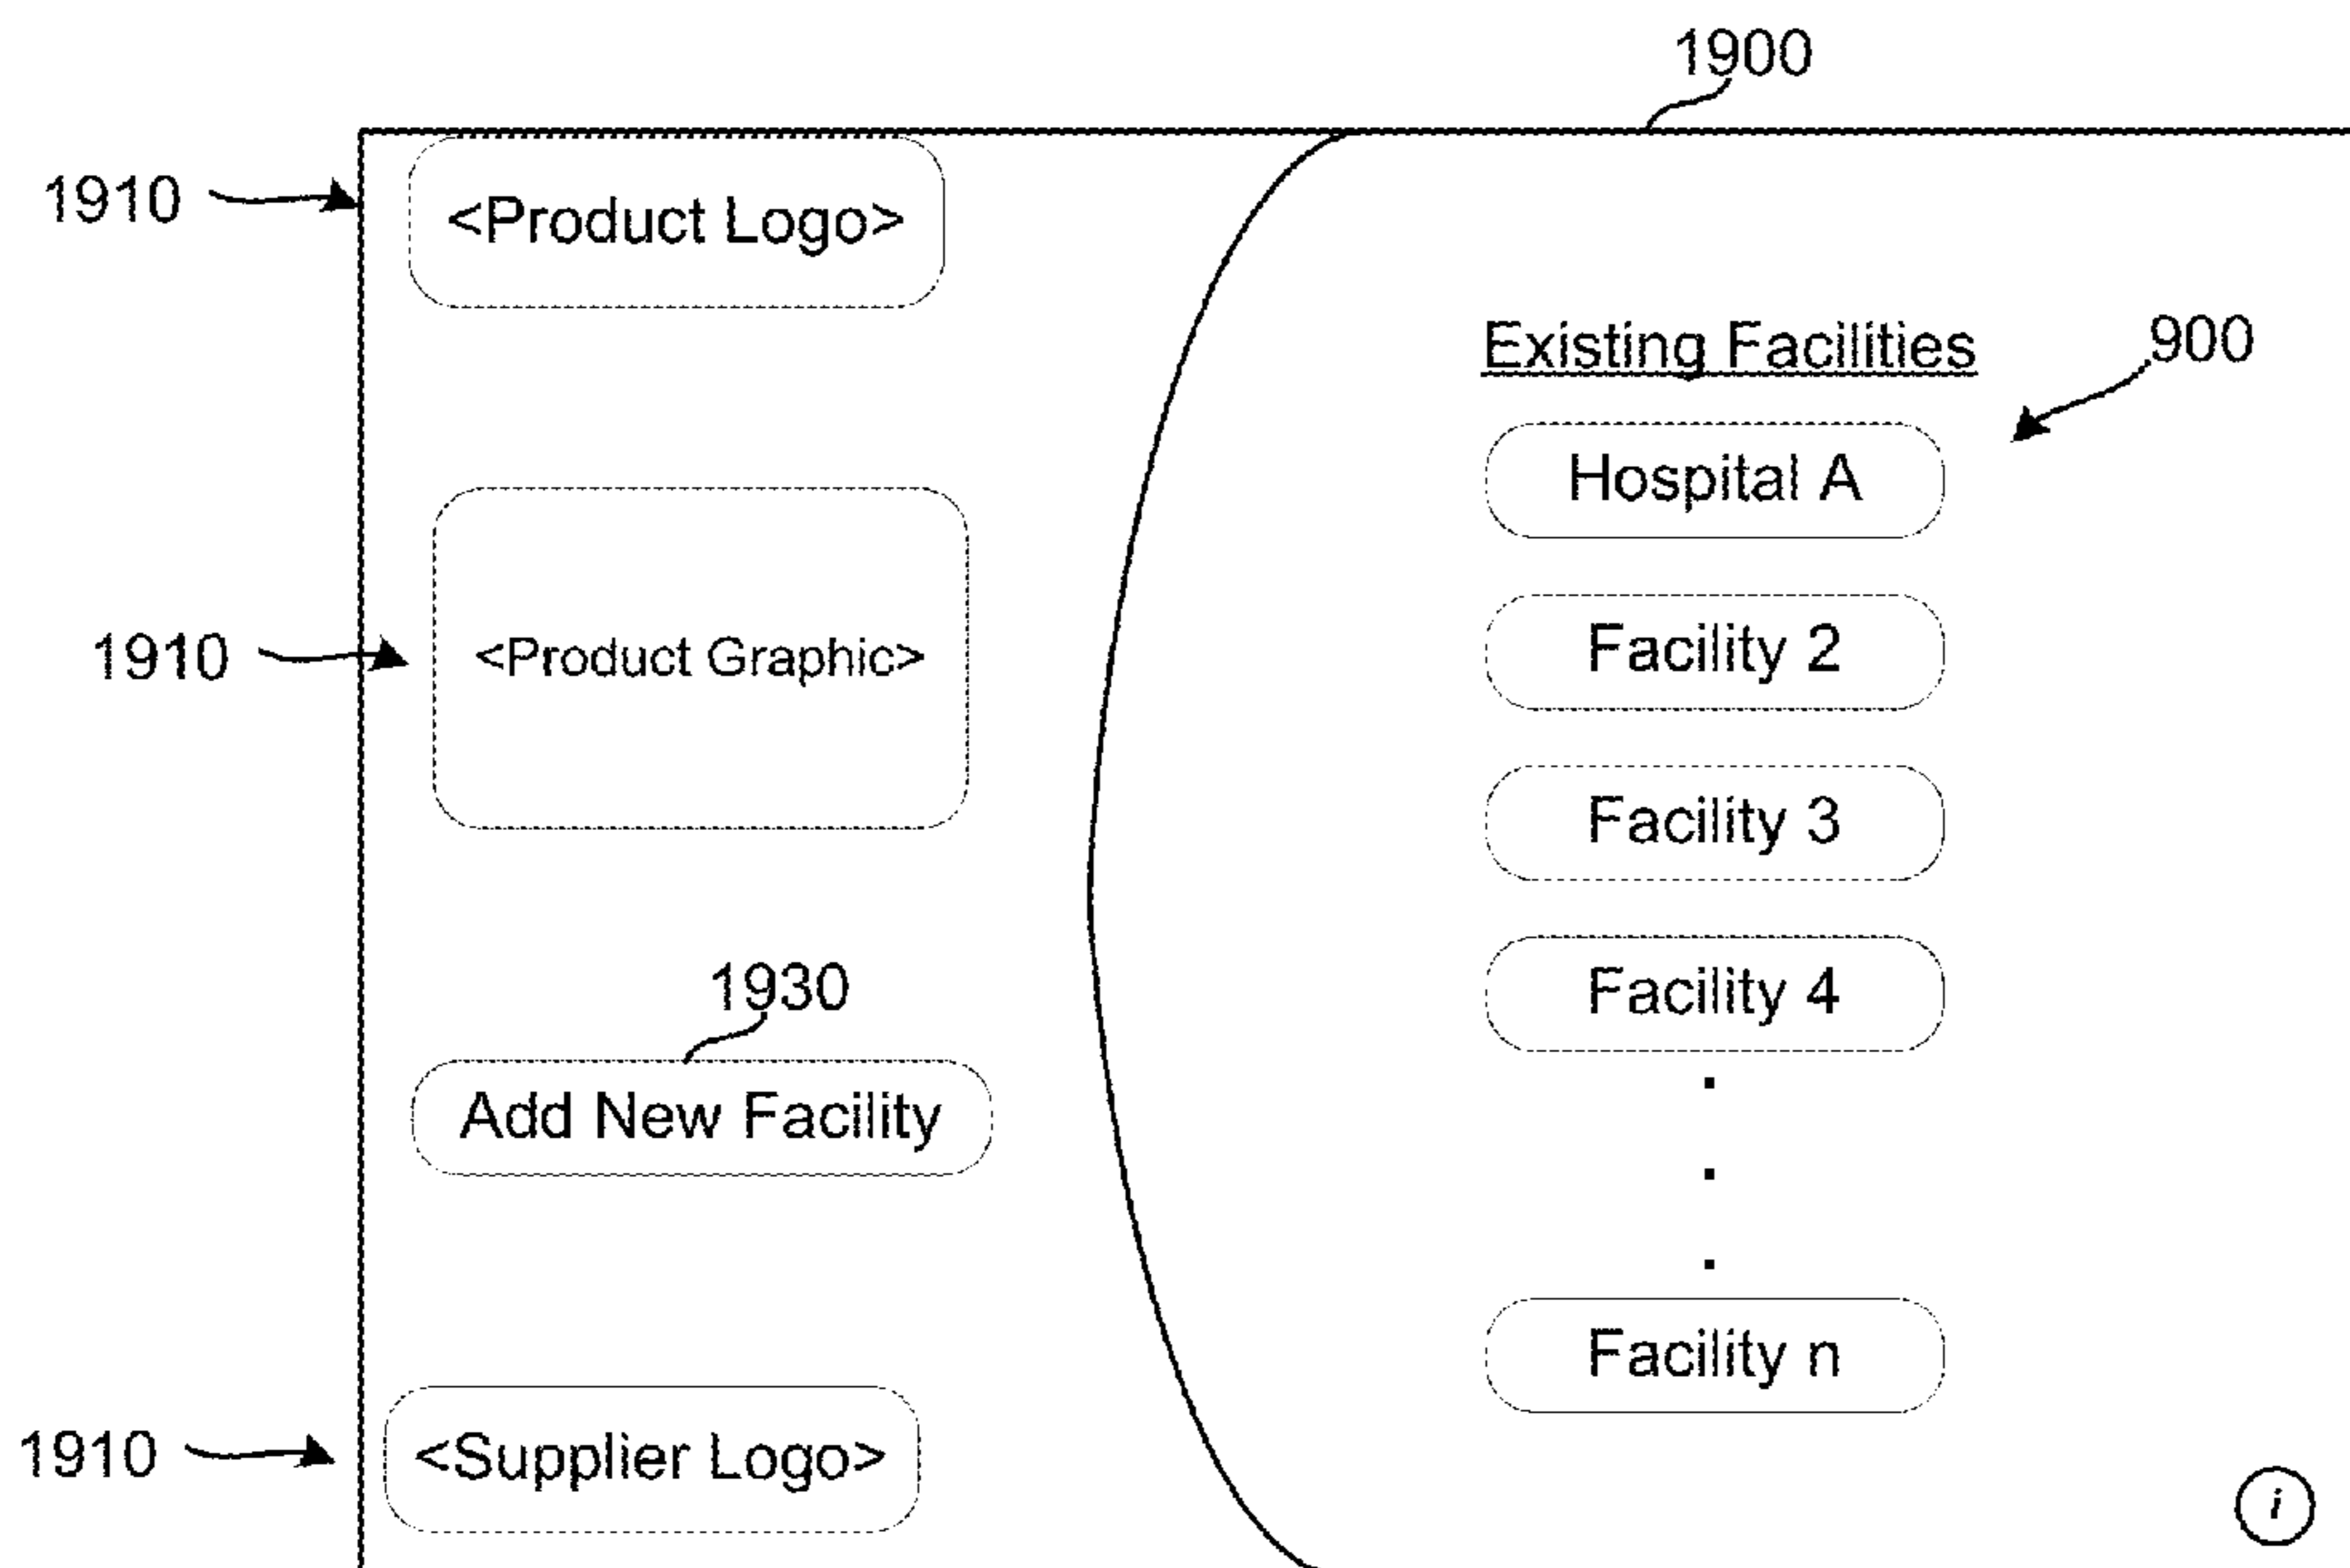 1900
1910
<Product Logo>
Existing Facilities
900
Hospital A
1910
<Product Graphic>
Facility 2
Facility 3
1930
Facility 4
Add New Facility
Facility n
1910
<Supplier Logo>
i